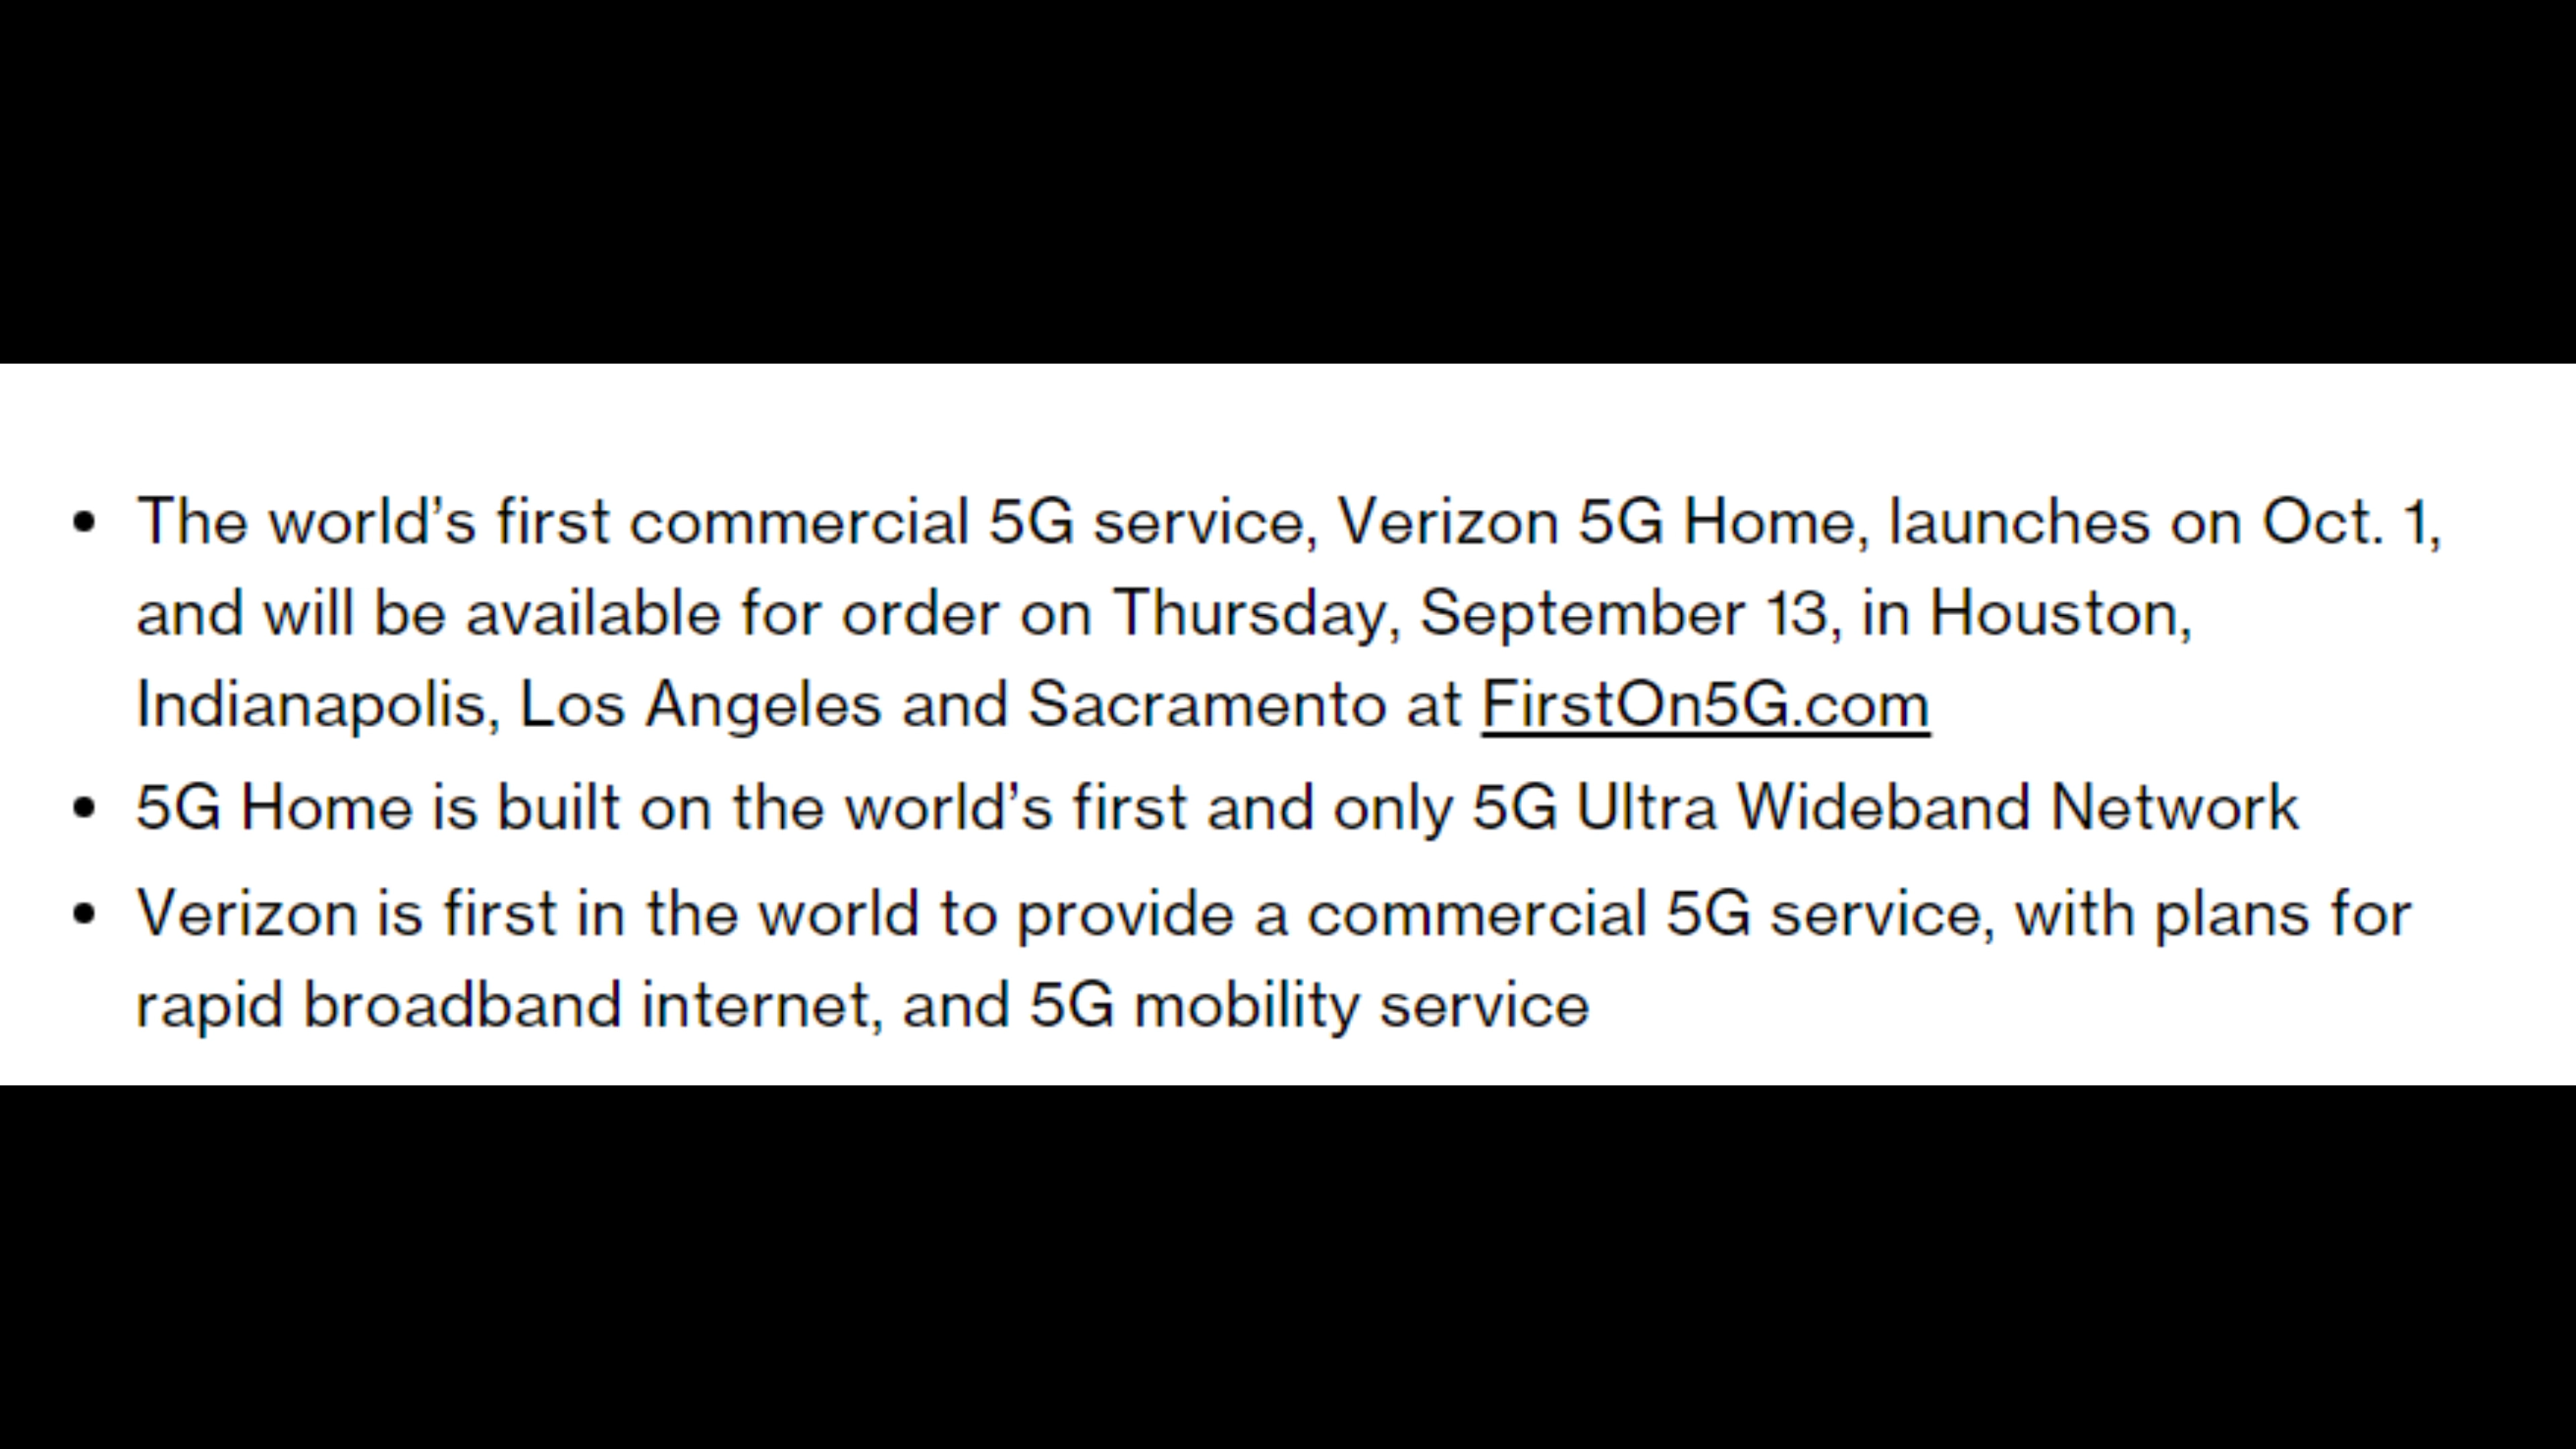 • The world’s first commercial 5G service, Verizon 5G Home, launches on Oct. 1,
and will be available for order on Thursday, September 13, in Houston,
Indianapolis, Los Angeles and Sacramento at FirstOn5G.com
• 5G Home is built on the world’s first and only 5G Ultra Wideband Network
• Verizon is first in the world to provide a commercial 5G service, with plans for
rapid broadband internet, and 5G mobility service